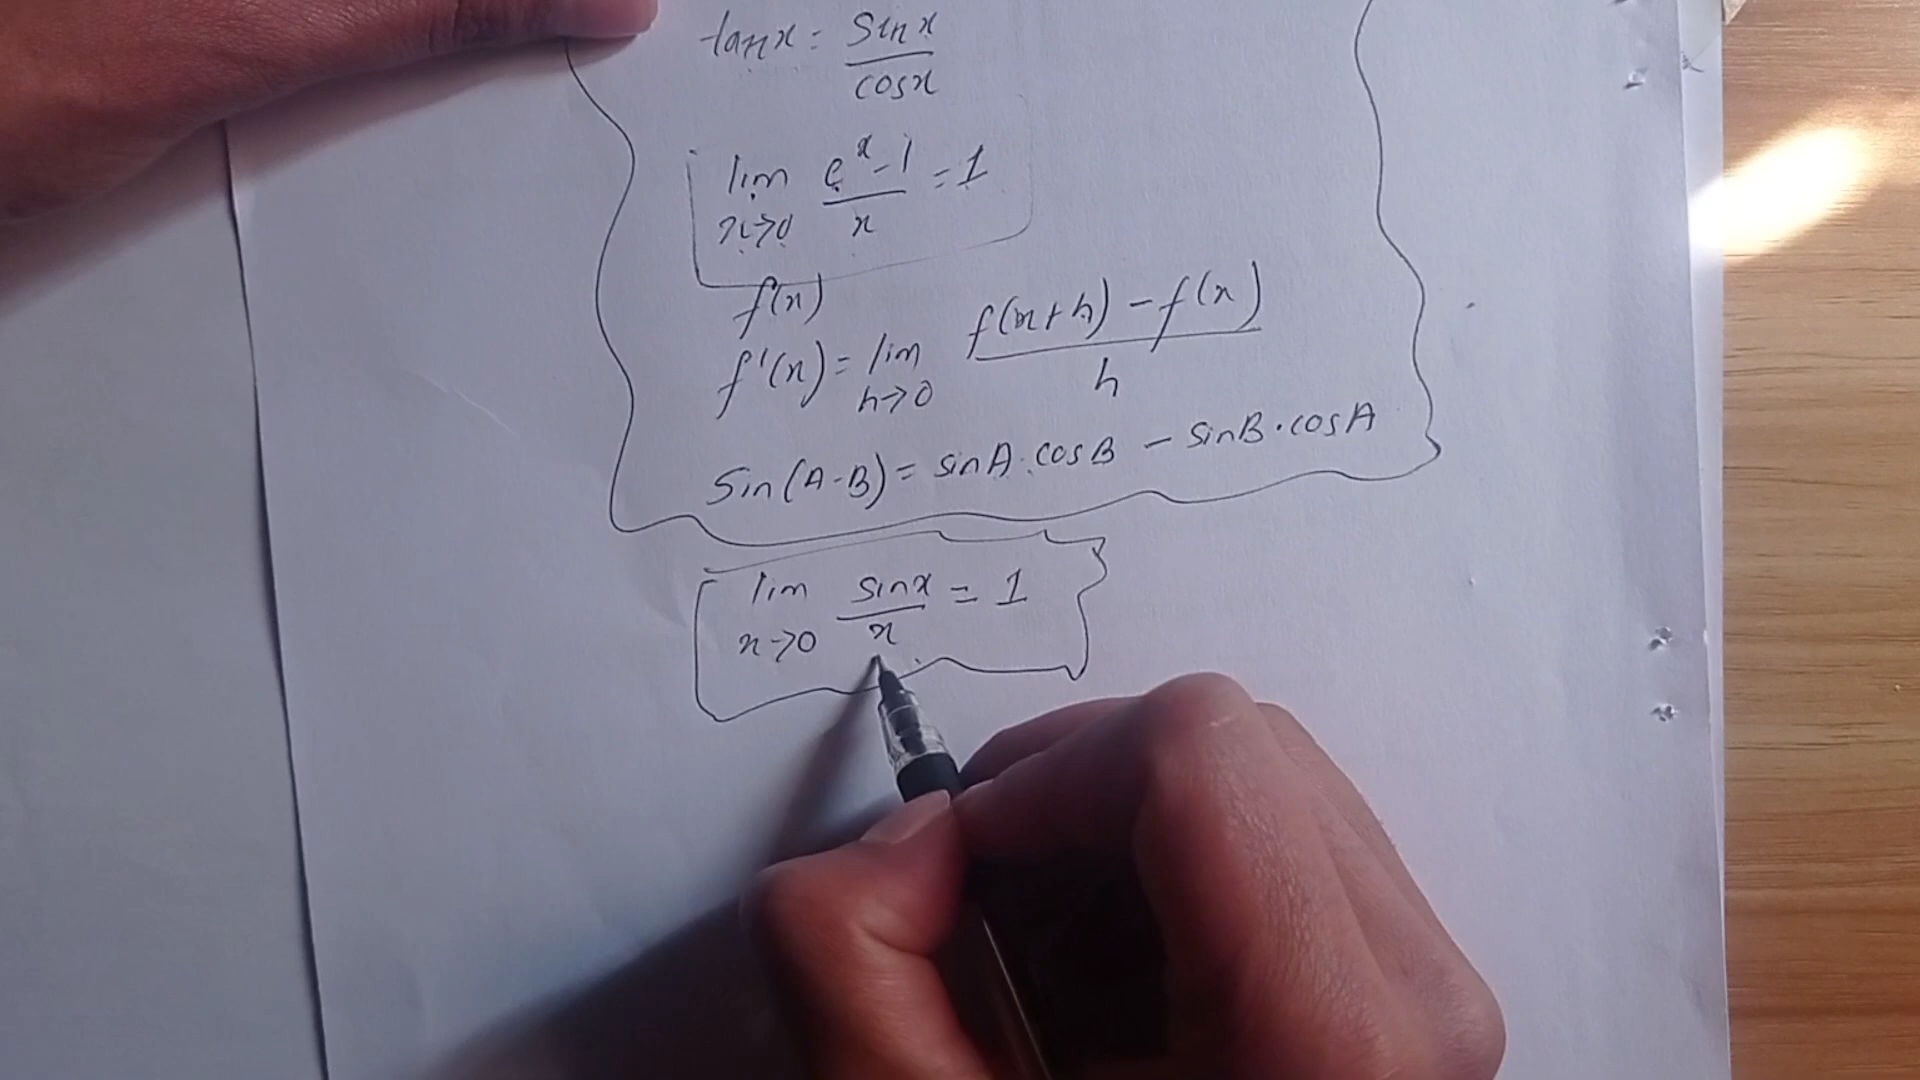 tanx = sinx/cosx
lim x→0 (e^x - 1)/x = 1
f(x)
f'(x) = lim h→0 (f(x+h) - f(x))/h
Sin(A-B) = sinA·cosB - sinB·cosA
lim x→0 sinx/x = 1